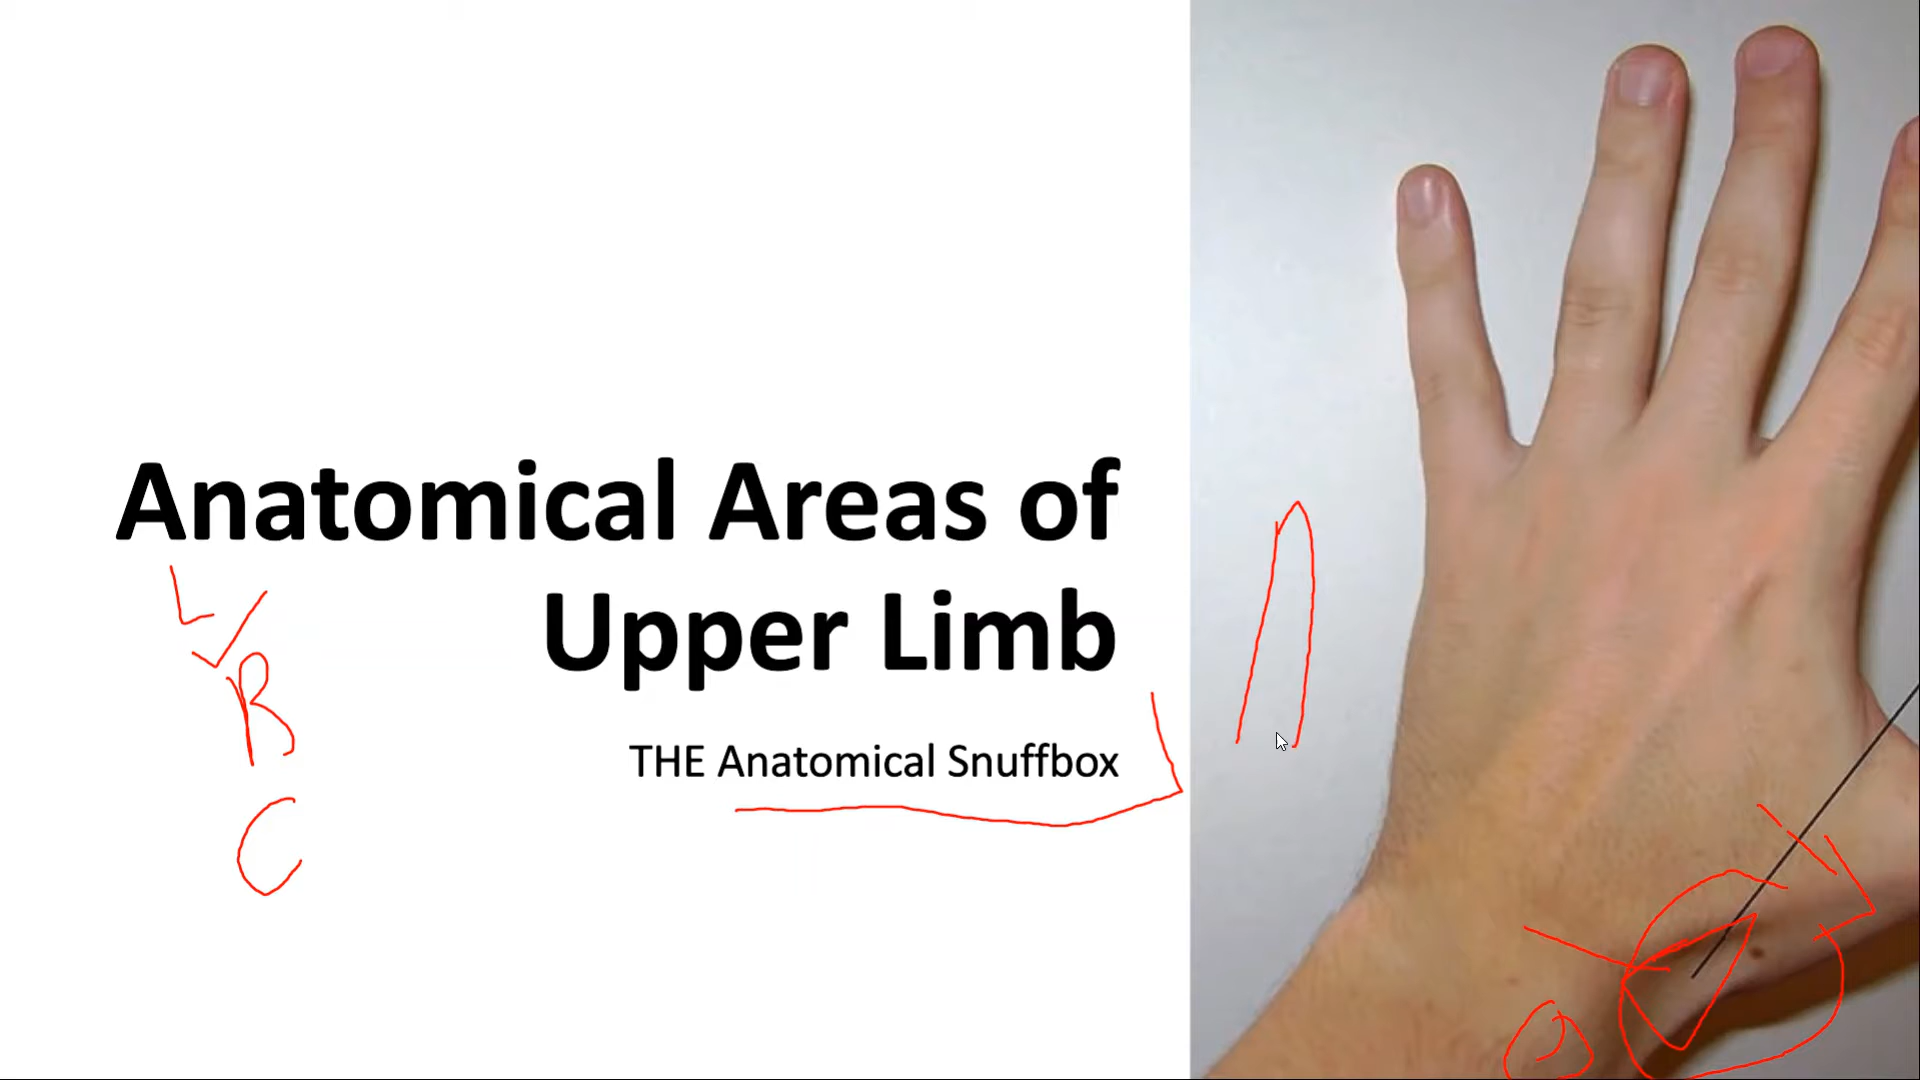 Anatomical Areas of
Upper Limb
THE Anatomical Snuffbox
L
R
C